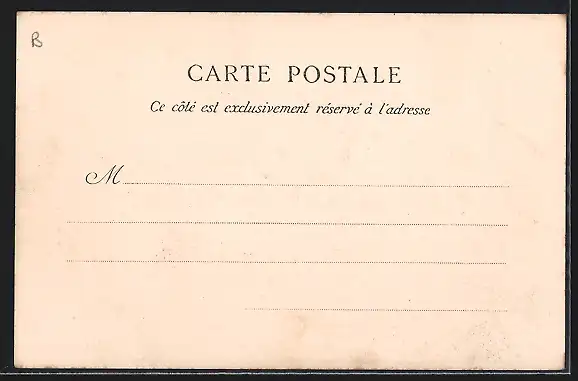 B
CARTE POSTALE
Ce côté est exclusivement réservé à l'adresse
M